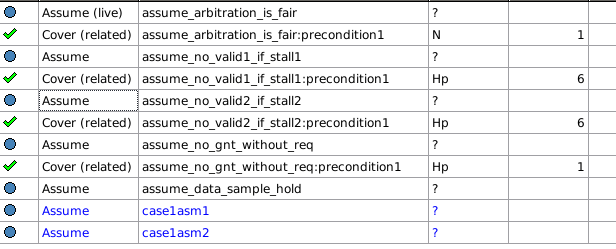 Assume (live) assume_arbitration_is_fair ?
Cover (related) assume_arbitration_is_fair:precondition1 N 1
Assume assume_no_valid1_if_stall1 ?
Cover (related) assume_no_valid1_if_stall1:precondition1 Hp 6
Assume assume_no_valid2_if_stall2 ?
Cover (related) assume_no_valid2_if_stall2:precondition1 Hp 6
Assume assume_no_gnt_without_req ?
Cover (related) assume_no_gnt_without_req:precondition1 Hp 1
Assume assume_data_sample_hold ?
Assume case1asm1 ?
Assume case1asm2 ?